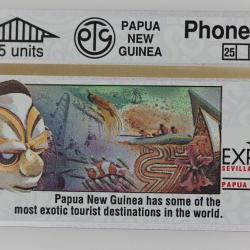 5 units
PTC
PAPUA
NEW
GUINEA
Phone
25
EXP
SEVILLA
PAPUA
Papua New Guinea has some of the
most exotic tourist destinations in the world.